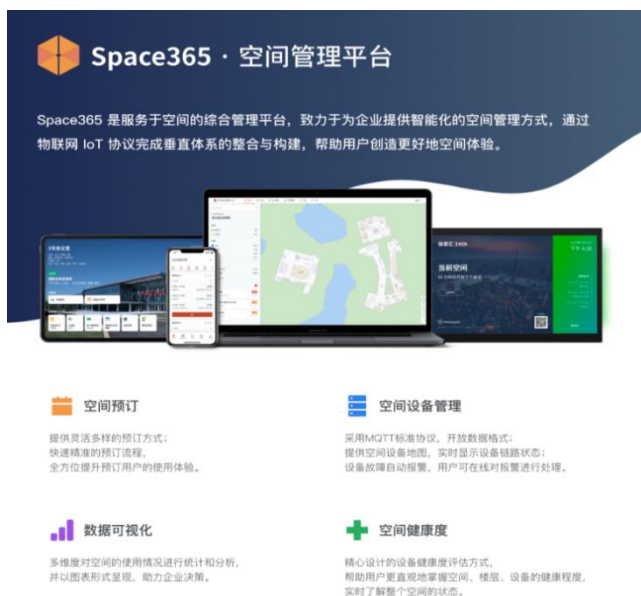 Space365 · 空间管理平台
Space365 是服务于空间的综合管理平台，致力于为企业提供智能化的空间管理方式，通过
物联网 IoT 协议完成垂直体系的整合与构建，帮助用户创造更好地空间体验。
当前空间
下午 4:30
空间预订
提供灵活多样的预订方式；
快速精准的预订流程，
全方位提升预订用户的使用体验。
空间设备管理
采用MQTT标准协议，开放数据格式；
提供空间设备地图，实时显示设备链路状态；
设备故障自动报警，用户可在线对报警进行处理。
数据可视化
多维度对空间的使用情况进行统计和分析，
并以图表形式呈现，助力企业决策。
空间健康度
精心设计的设备健康度评估方式，
帮助用户更直观地掌握空间、楼层、设备的健康程度，
实时了解整个空间的状态。